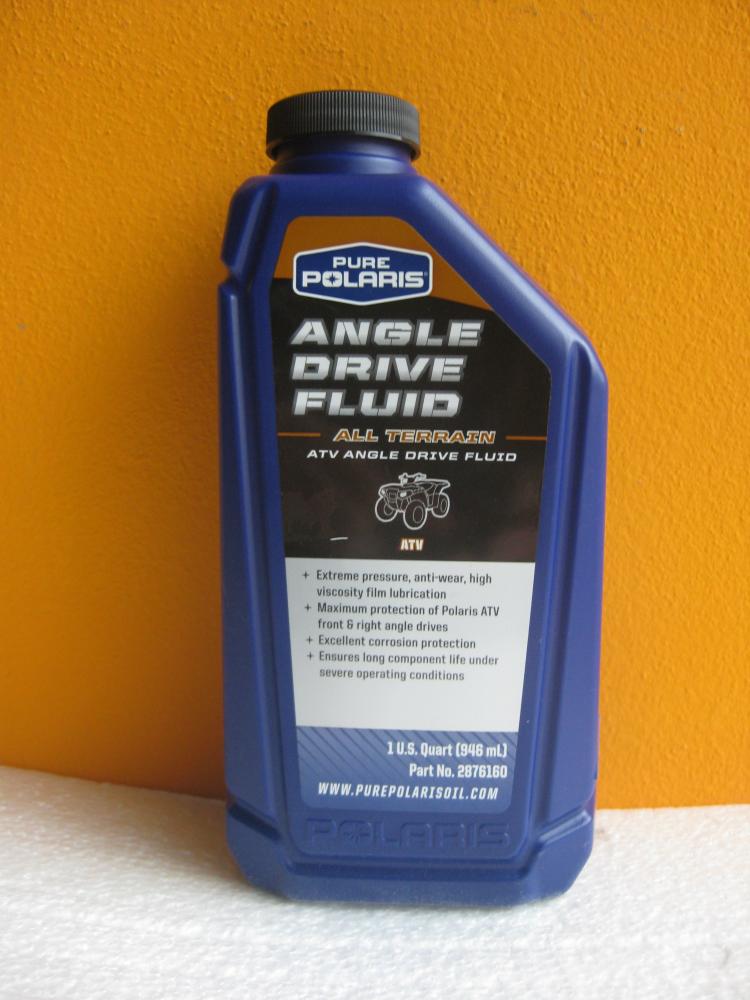 PURE
POLARIS®
ANGLE
DRIVE
FLUID
ALL TERRAIN
ATV ANGLE DRIVE FLUID
ATV
+ Extreme pressure, anti-wear, high
viscosity film lubrication
+ Maximum protection of Polaris ATV
front & right angle drives
+ Excellent corrosion protection
+ Ensures long component life under
severe operating conditions
1 U.S. Quart (946 mL)
Part No. 2876160
WWW.PUREPOLARISOIL.COM
POLARIS